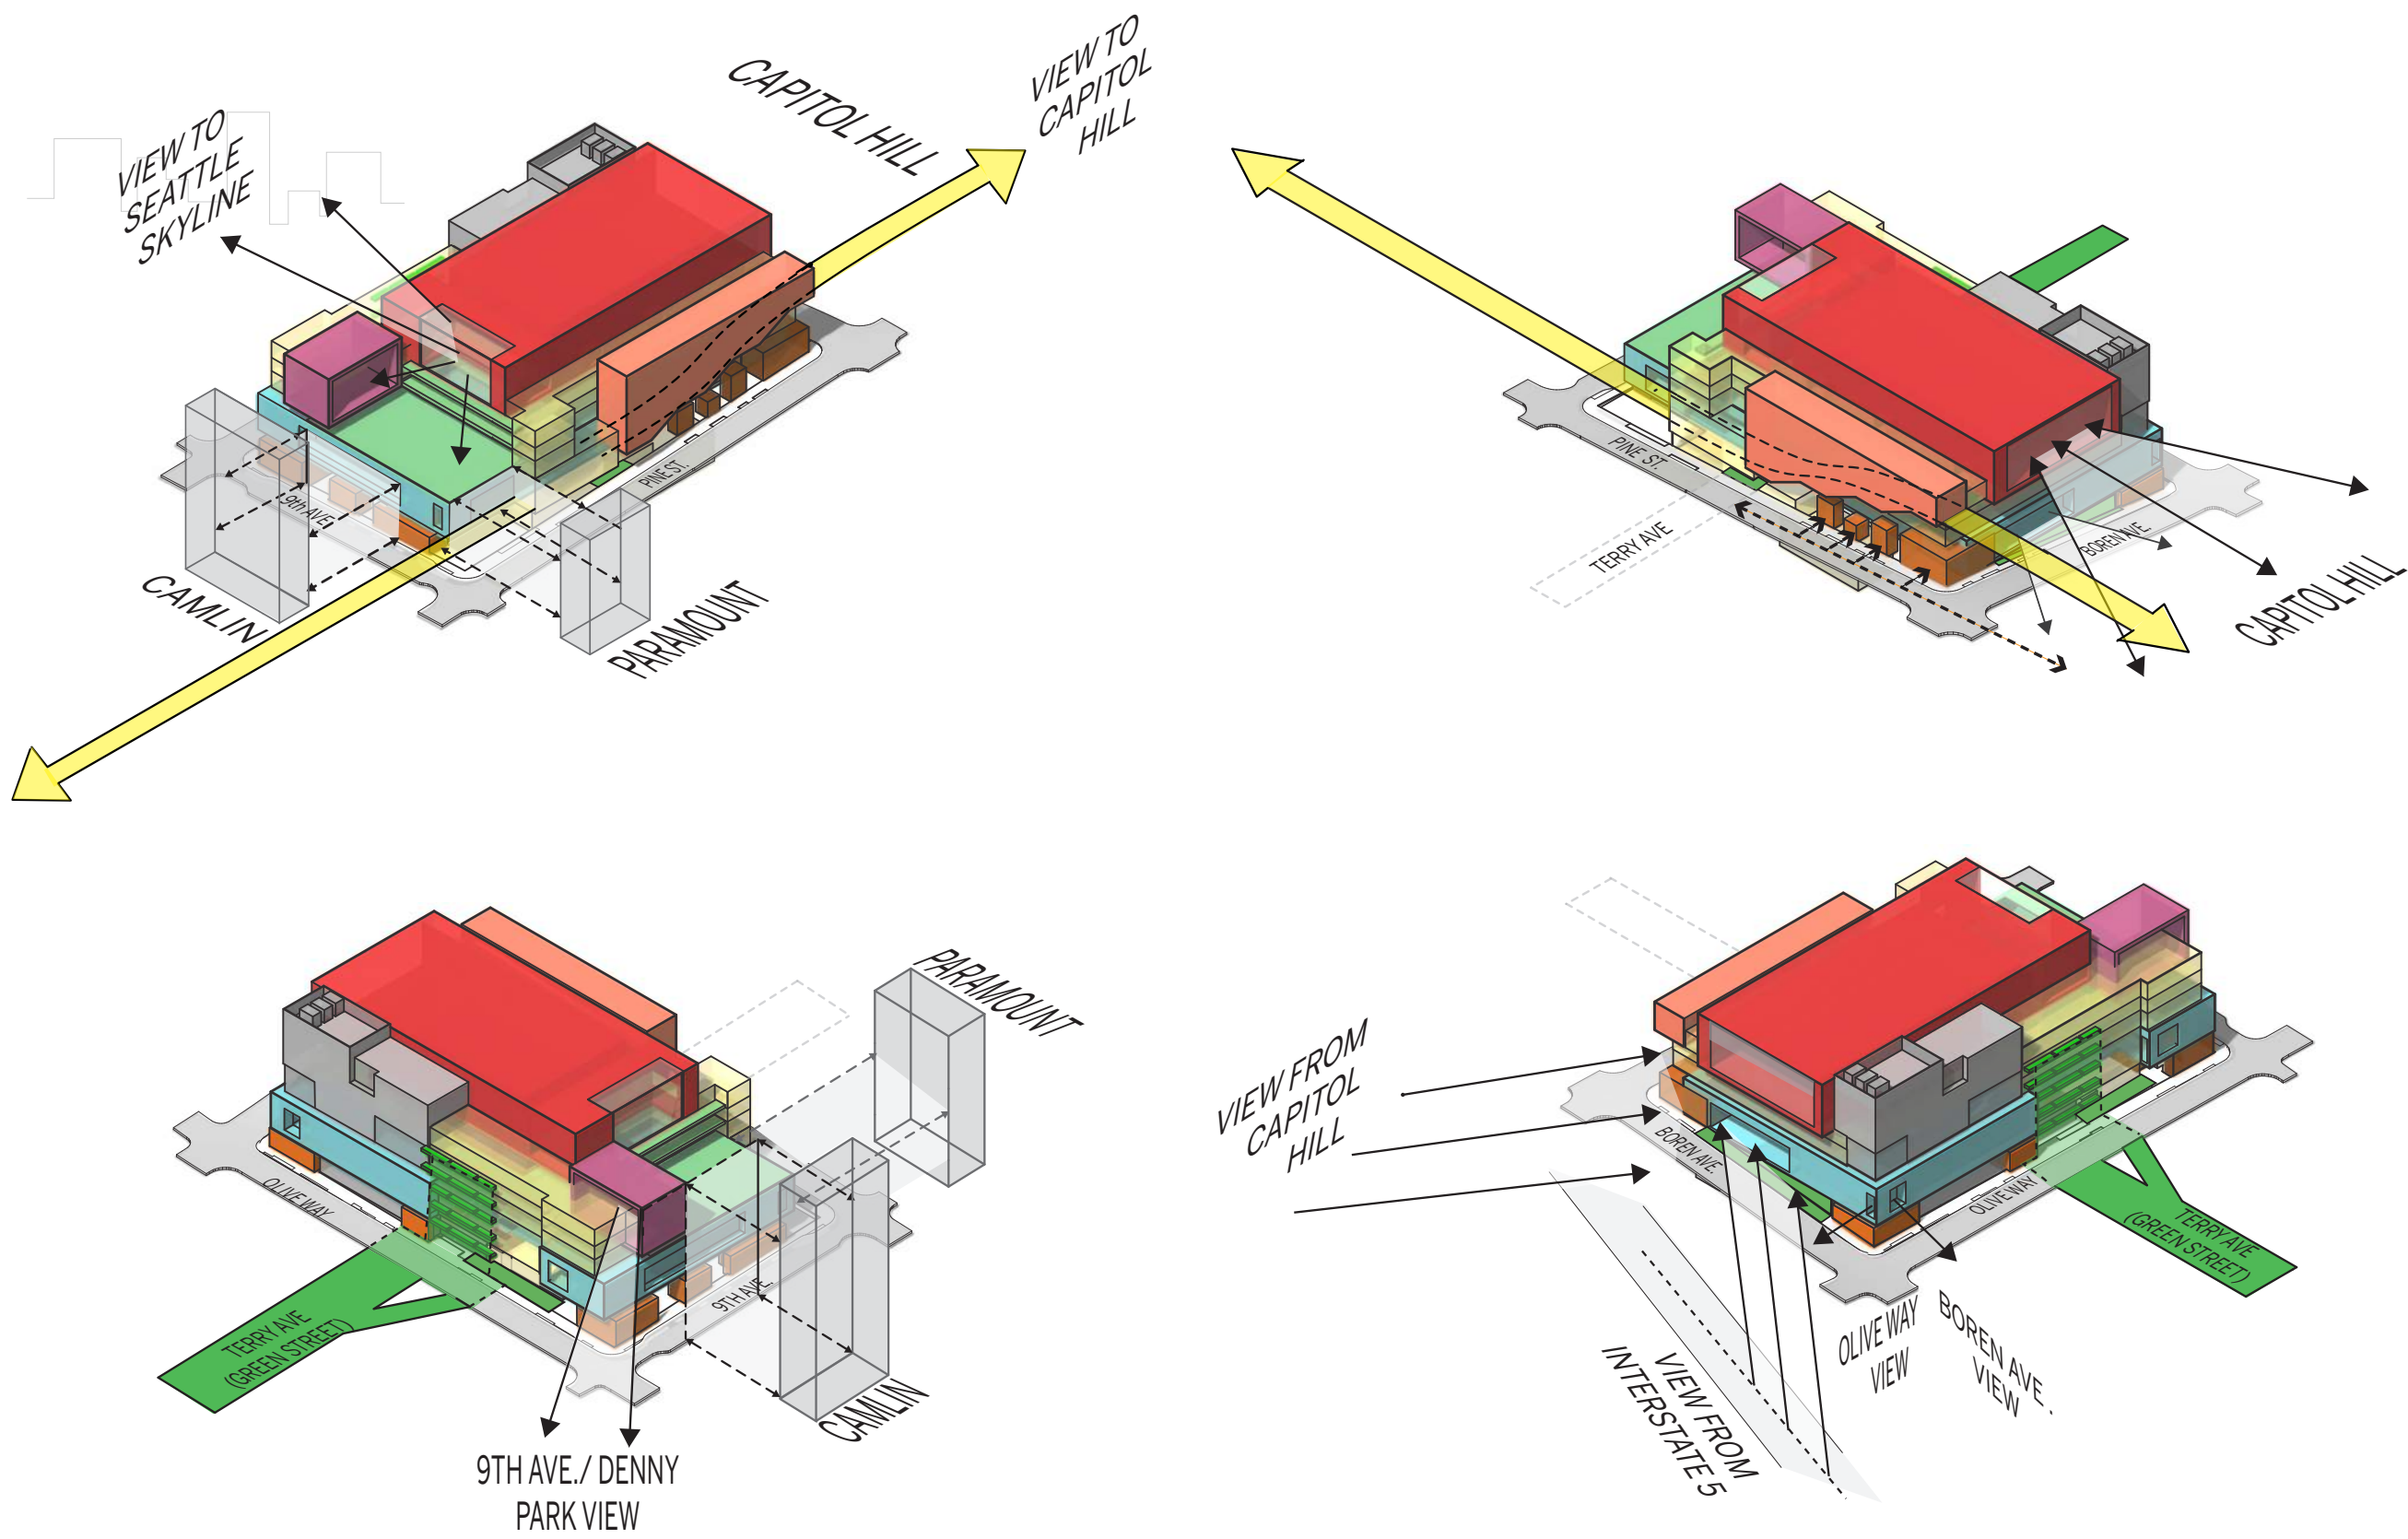 VIEW TO
SEATTLE
SKYLINE
CAPITOL HILL
VIEW TO
CAPITOL
HILL
9th AVE.
PINE ST.
CAMLIN
PARAMOUNT
PINE ST.
TERRY AVE
BOREN AVE.
CAPITOL HILL
PARAMOUNT
OLIVE WAY
9TH AVE.
TERRY AVE
(GREEN STREET)
CAMLIN
9TH AVE./ DENNY
PARK VIEW
VIEW FROM
CAPITOL
HILL
BOREN AVE.
OLIVE WAY
TERRY AVE
(GREEN STREET)
OLIVE WAY
VIEW
BOREN AVE.
VIEW
VIEW FROM
INTERSTATE 5